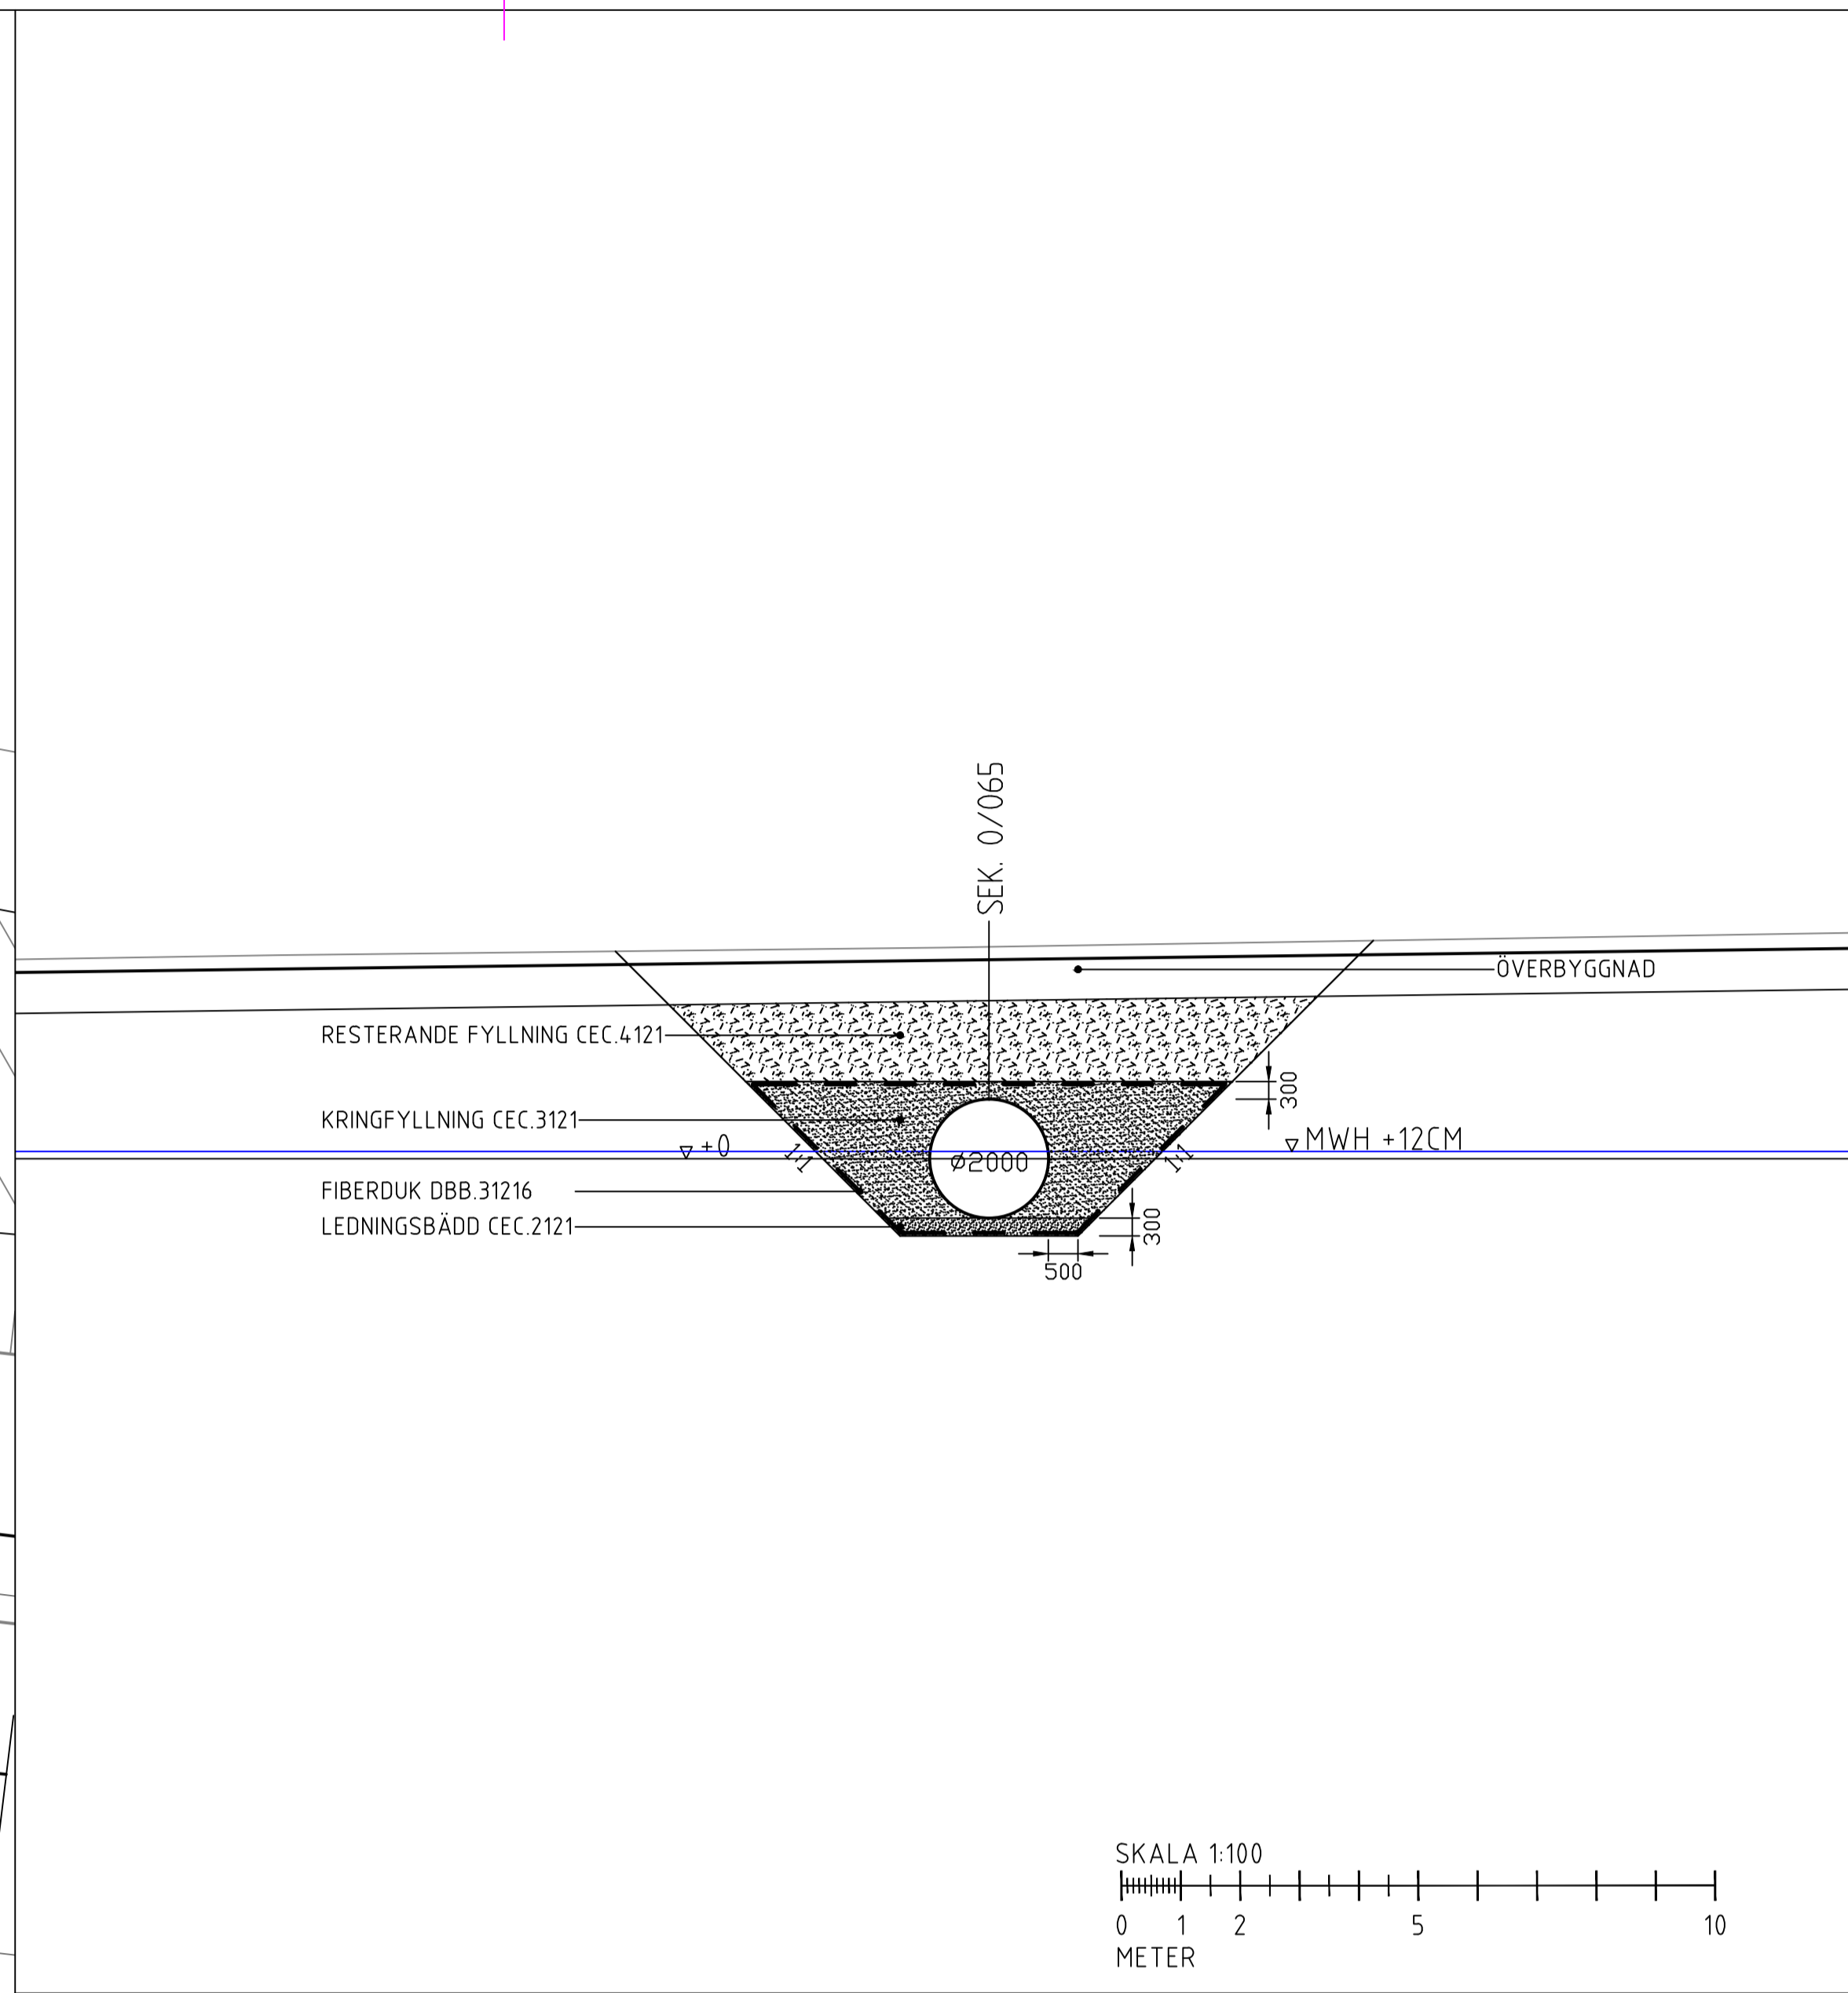 SEK. 0/065
ÖVERBYGGNAD
RESTERANDE FYLLNING CEC.4121
300
KRINGFYLLNING CEC.3121
▽ +0
▽ MWH +12CM
1:1
Ø2000
1:1
FIBERDUK DBB.31216
LEDNINGSBÄDD CEC.2121
300
500
SKALA 1:100
0 1 2 5 10
METER